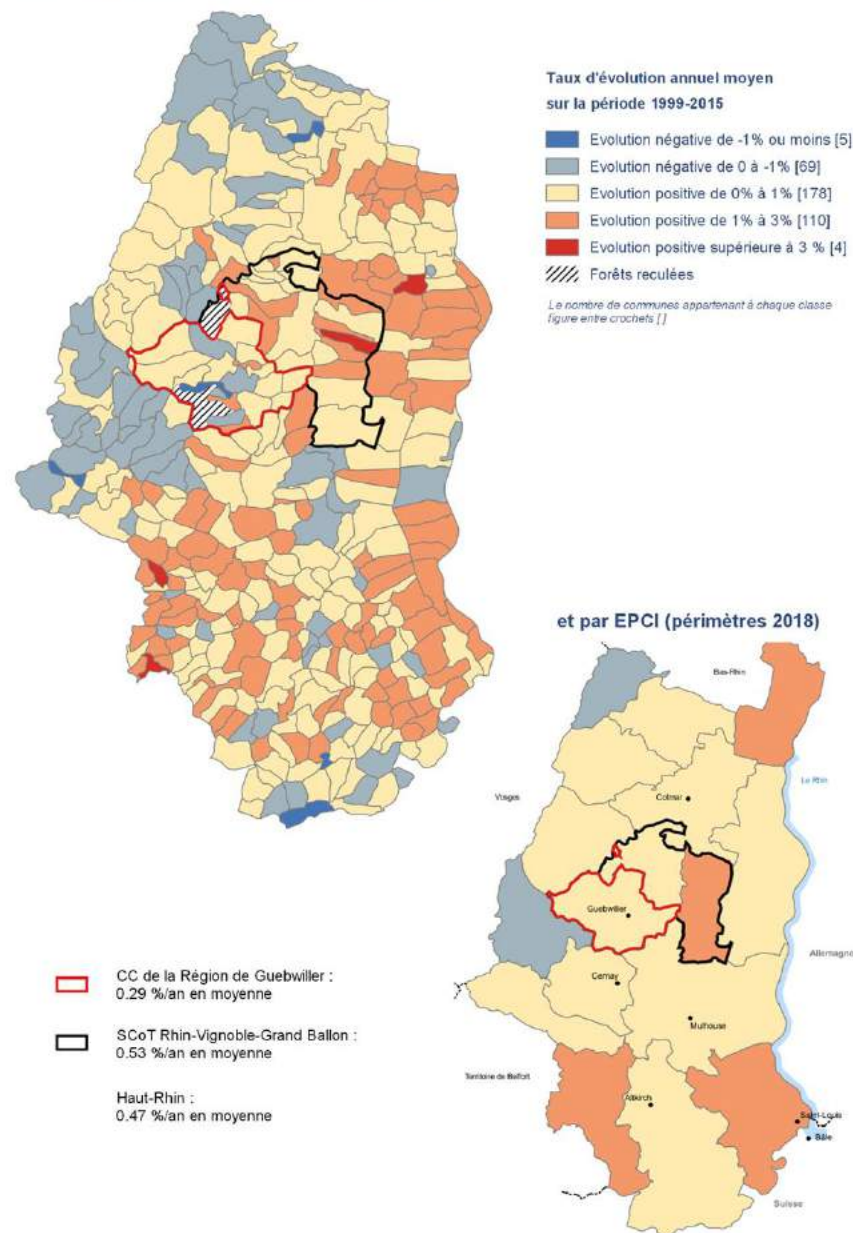 Taux d'évolution annuel moyen
sur la période 1999-2015
Evolution négative de -1% ou moins [5]
Evolution négative de 0 à -1% [69]
Evolution positive de 0% à 1% [178]
Evolution positive de 1% à 3% [110]
Evolution positive supérieure à 3 % [4]
Forêts reculées
Le nombre de communes appartenant à chaque classe
figure entre crochets [ ]
et par EPCI (périmètres 2018)
Bas-Rhin
Le Rhin
Vosges
Colmar
Guebwiller
Allemagne
Cernay
Mulhouse
Territoire de Belfort
Altkirch
Saint-Louis
Bâle
Suisse
CC de la Région de Guebwiller :
0.29 %/an en moyenne
SCoT Rhin-Vignoble-Grand Ballon :
0.53 %/an en moyenne
Haut-Rhin :
0.47 %/an en moyenne